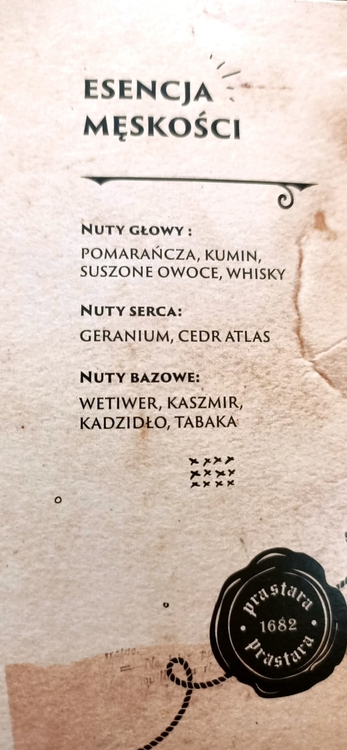 ESENCJA
MĘSKOŚCI
NUTY GŁOWY :
POMARAŃCZA, KUMIN,
SUSZONE OWOCE, WHISKY
NUTY SERCA:
GERANIUM, CEDR ATLAS
NUTY BAZOWE:
WETIWER, KASZMIR,
KADZIDŁO, TABAKA
prastara
• 1682 •
prastara